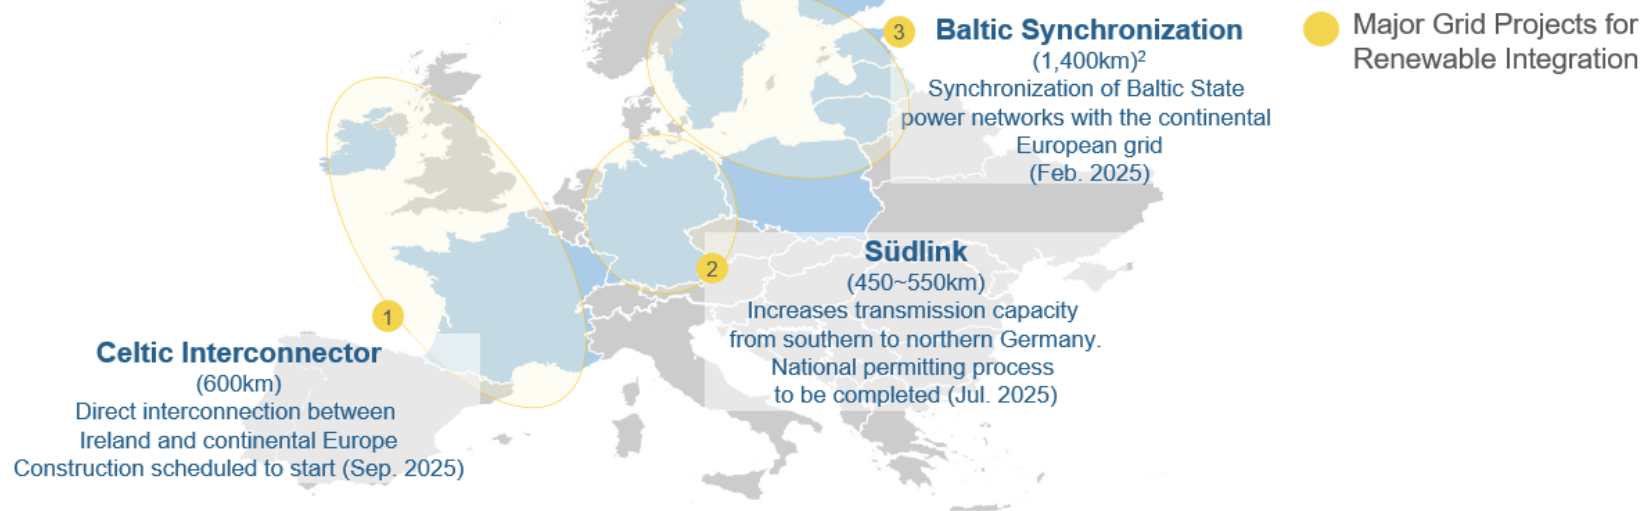 3
Baltic Synchronization
(1,400km)²
Synchronization of Baltic State
power networks with the continental
European grid
(Feb. 2025)
Major Grid Projects for
Renewable Integration
2
Südlink
(450~550km)
Increases transmission capacity
from southern to northern Germany.
National permitting process
to be completed (Jul. 2025)
1
Celtic Interconnector
(600km)
Direct interconnection between
Ireland and continental Europe
Construction scheduled to start (Sep. 2025)